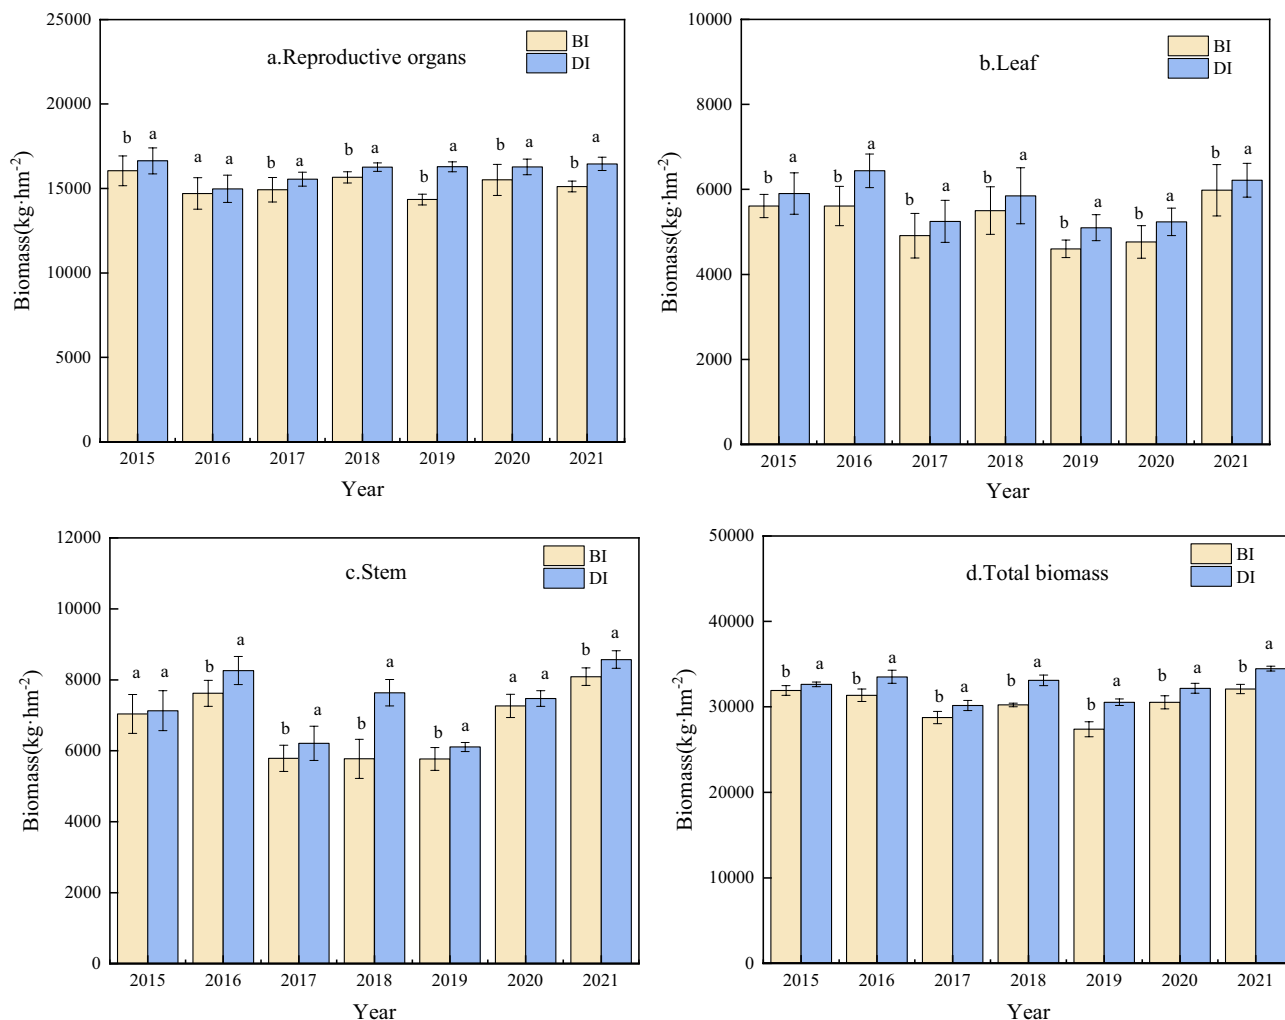 25000
20000
15000
10000
5000
0
Biomass(kg·hm-2)
a.Reproductive organs
BI
DI
b a a a b a b a b a b a b a
2015 2016 2017 2018 2019 2020 2021
Year
10000
8000
6000
4000
2000
0
Biomass(kg·hm-2)
b.Leaf
BI
DI
b a b a b a b a b a b a b a
2015 2016 2017 2018 2019 2020 2021
Year
12000
10000
8000
6000
4000
2000
0
Biomass(kg·hm-2)
c.Stem
BI
DI
a a b a b a b a b a a a b a
2015 2016 2017 2018 2019 2020 2021
Year
50000
40000
30000
20000
10000
0
Biomass(kg·hm-2)
d.Total biomass
BI
DI
b a b a b a b a b a b a b a
2015 2016 2017 2018 2019 2020 2021
Year